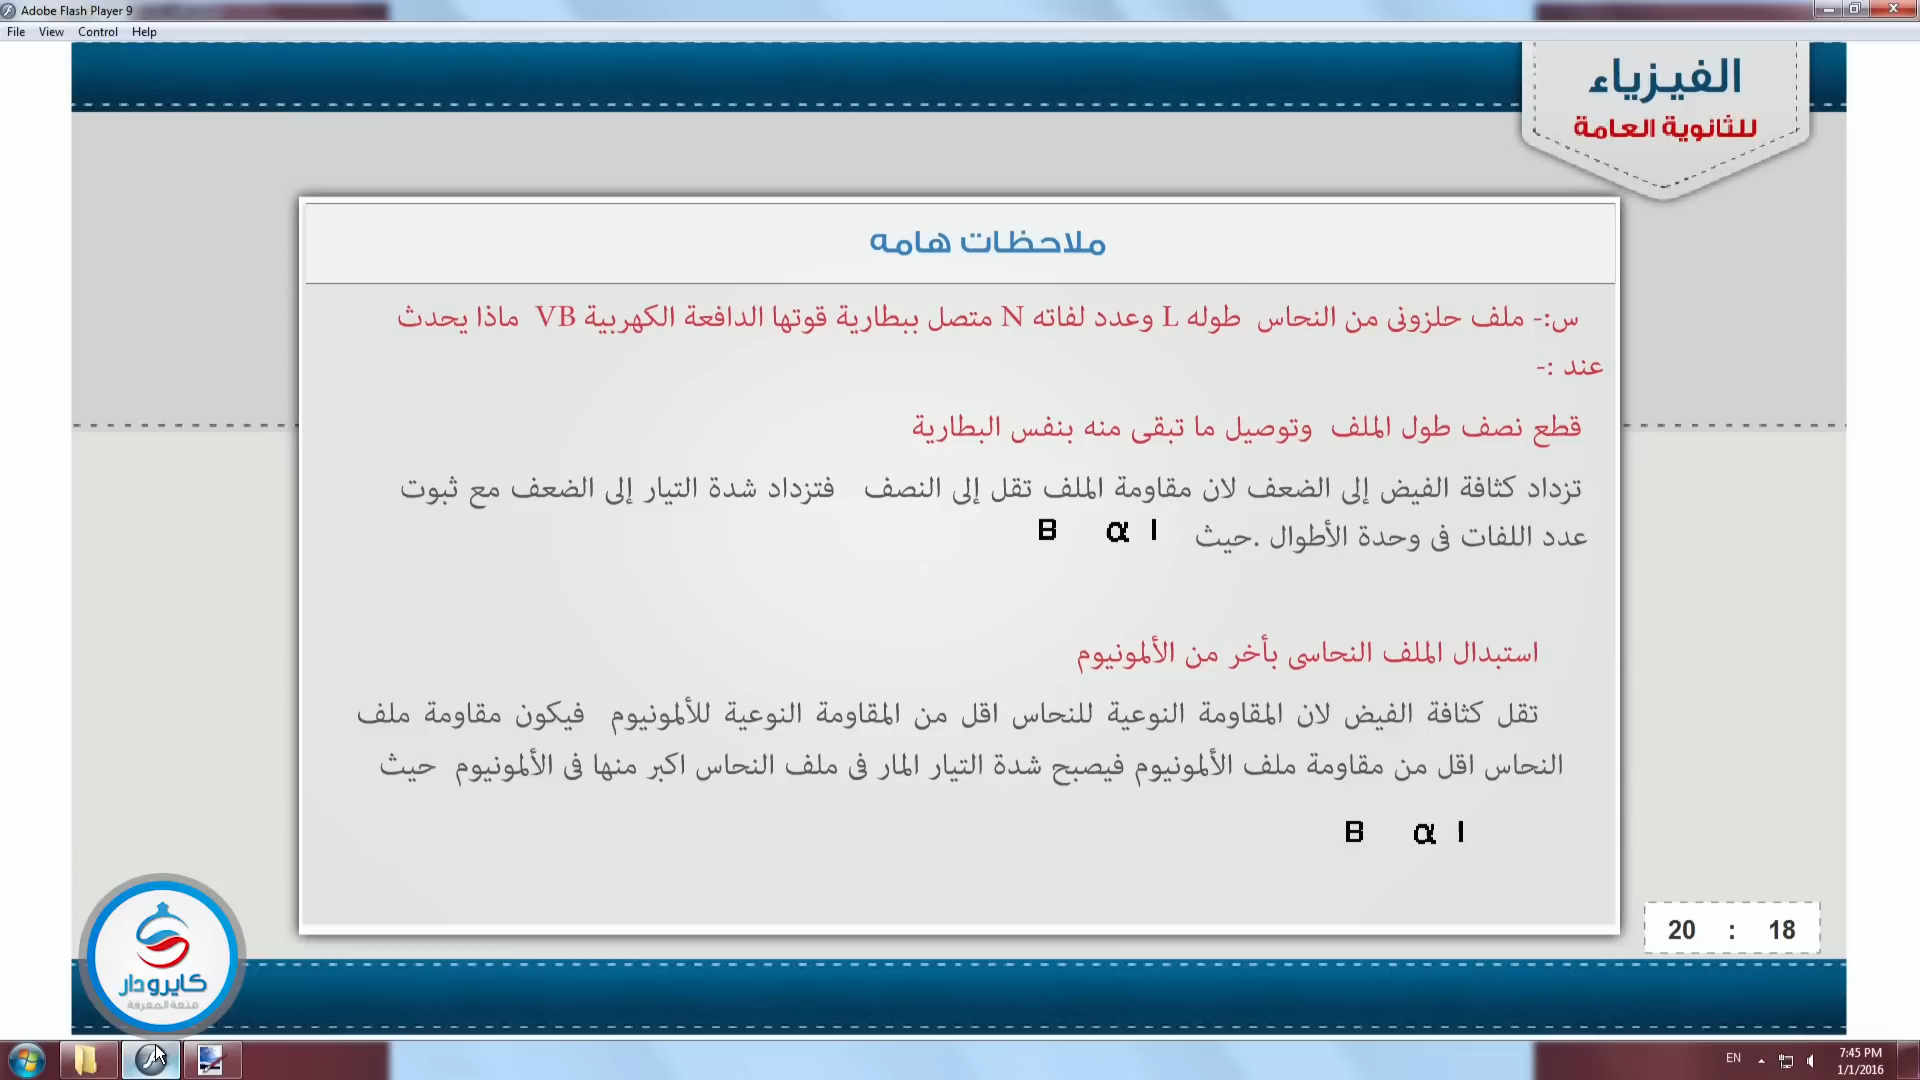 Adobe Flash Player 9
File View Control Help
الفيزياء
للثانوية العامة
ملاحظات هامه
س:- ملف حلزونى من النحاس طوله L وعدد لفاته N متصل ببطارية قوتها الدافعة الكهربية VB ماذا يحدث
عند :-
قطع نصف طول الملف وتوصيل ما تبقى منه بنفس البطارية
تزداد كثافة الفيض إلى الضعف لان مقاومة الملف تقل إلى النصف فتزداد شدة التيار إلى الضعف مع ثبوت
عدد اللفات فى وحدة الأطوال .حيث B α I
استبدال الملف النحاسى بأخر من الألمونيوم
تقل كثافة الفيض لان المقاومة النوعية للنحاس اقل من المقاومة النوعية للألمونيوم فيكون مقاومة ملف
النحاس اقل من مقاومة ملف الألمونيوم فيصبح شدة التيار المار فى ملف النحاس اكبر منها فى الألمونيوم حيث
B α I
20 : 18
كايرودار
متعة المعرفة
EN
7:45 PM
1/1/2016